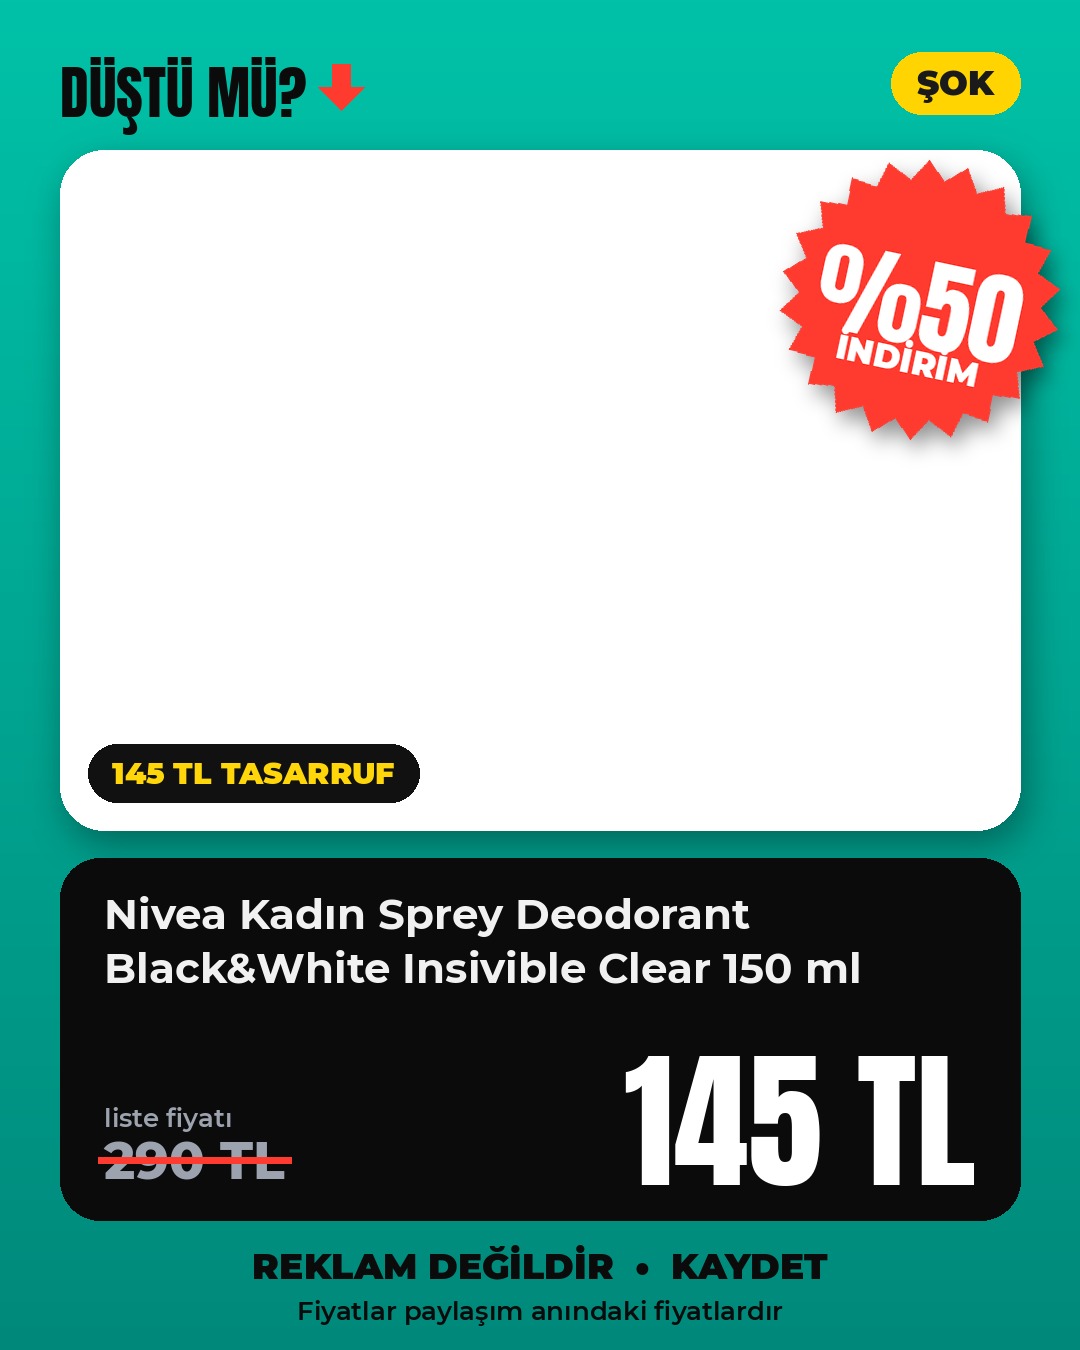 DÜŞTÜ MÜ?
ŞOK
%50
İNDİRİM
145 TL TASARRUF
Nivea Kadın Sprey Deodorant
Black&White Insivible Clear 150 ml
liste fiyatı
290 TL
145 TL
REKLAM DEĞİLDİR • KAYDET
Fiyatlar paylaşım anındaki fiyatlardır